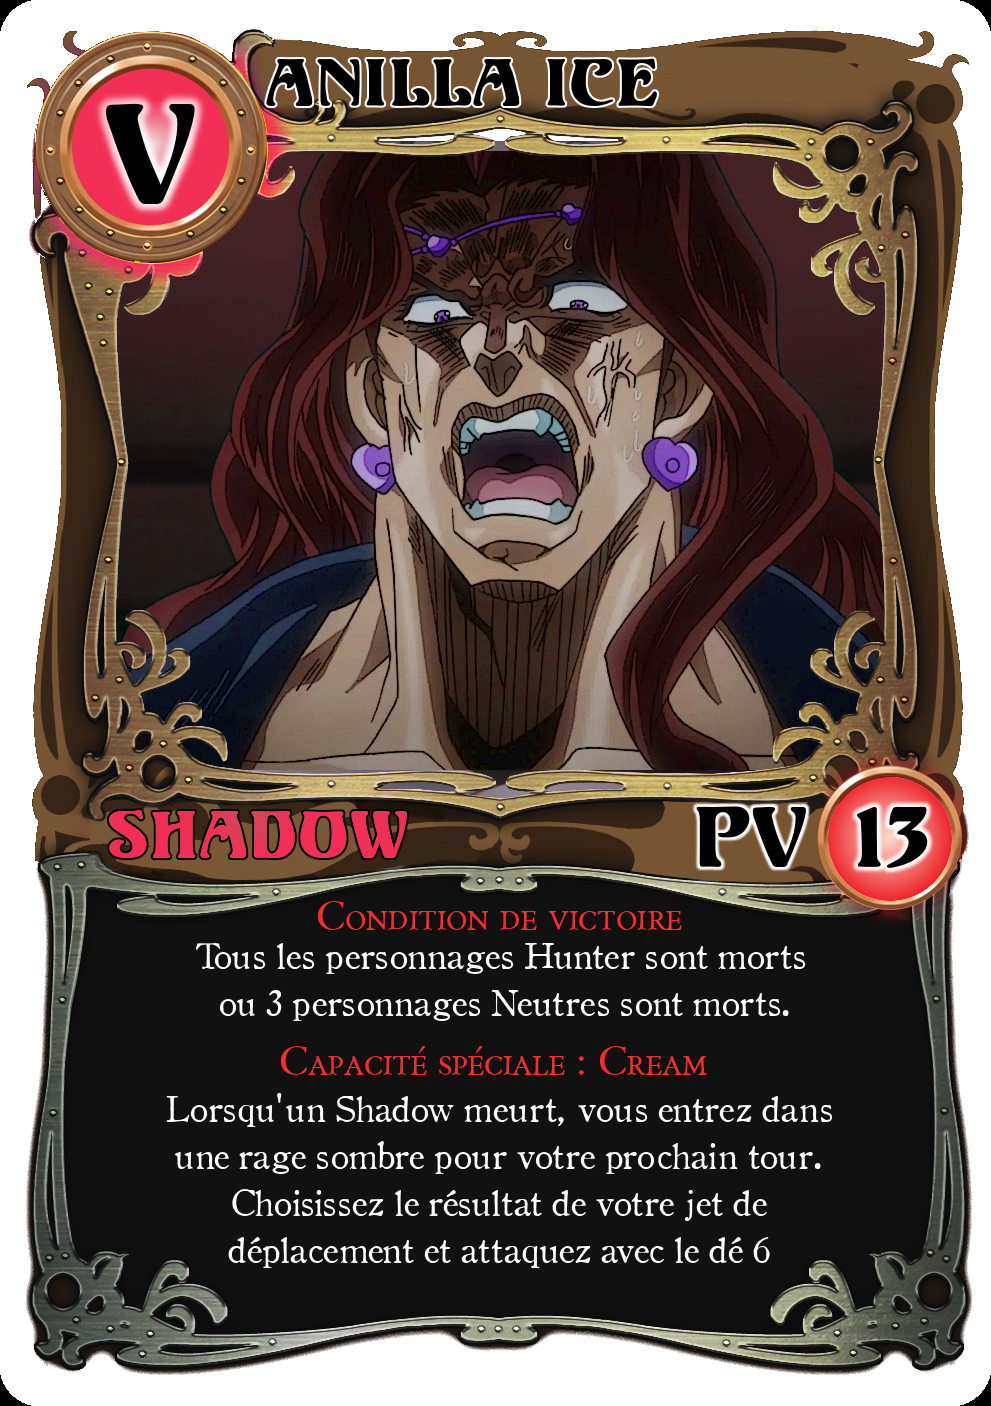 VANILLA ICE
SHADOW
PV 13
Condition de victoire
Tous les personnages Hunter sont morts
ou 3 personnages Neutres sont morts.
Capacité spéciale : Cream
Lorsqu'un Shadow meurt, vous entrez dans
une rage sombre pour votre prochain tour.
Choisissez le résultat de votre jet de
déplacement et attaquez avec le dé 6